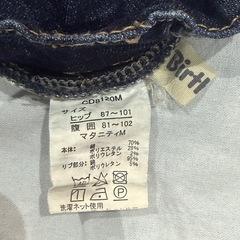 Birth
CD8120M
サイズ
ヒップ 87～101
腹囲 81～102
マタニティM
本体: 綿 70%
ポリエステル 28%
ポリウレタン 2%
リブ部分: 綿 95%
ポリウレタン 5%
洗濯ネット使用